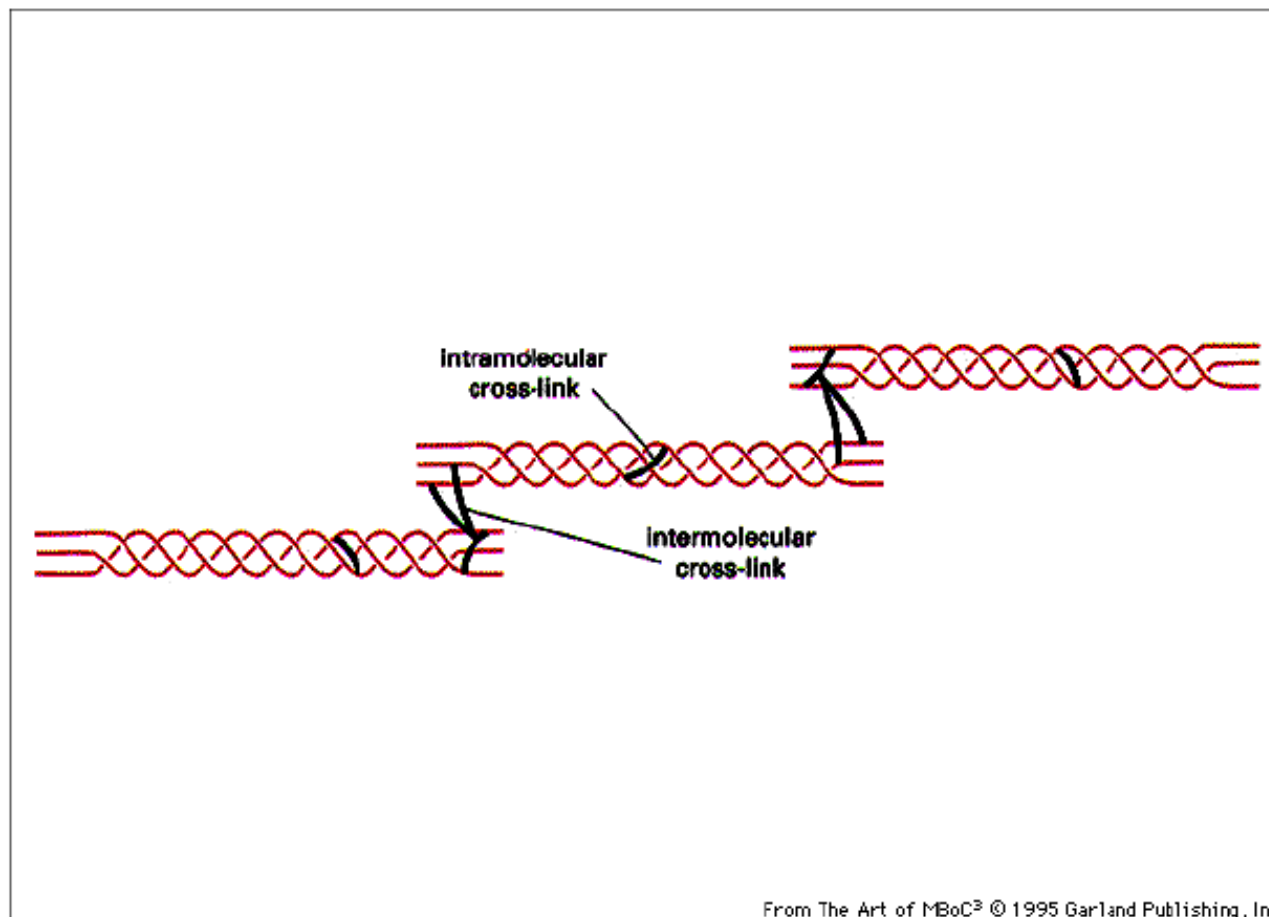 intramolecular
cross-link
intermolecular
cross-link
From The Art of MBoC³ © 1995 Garland Publishing, In